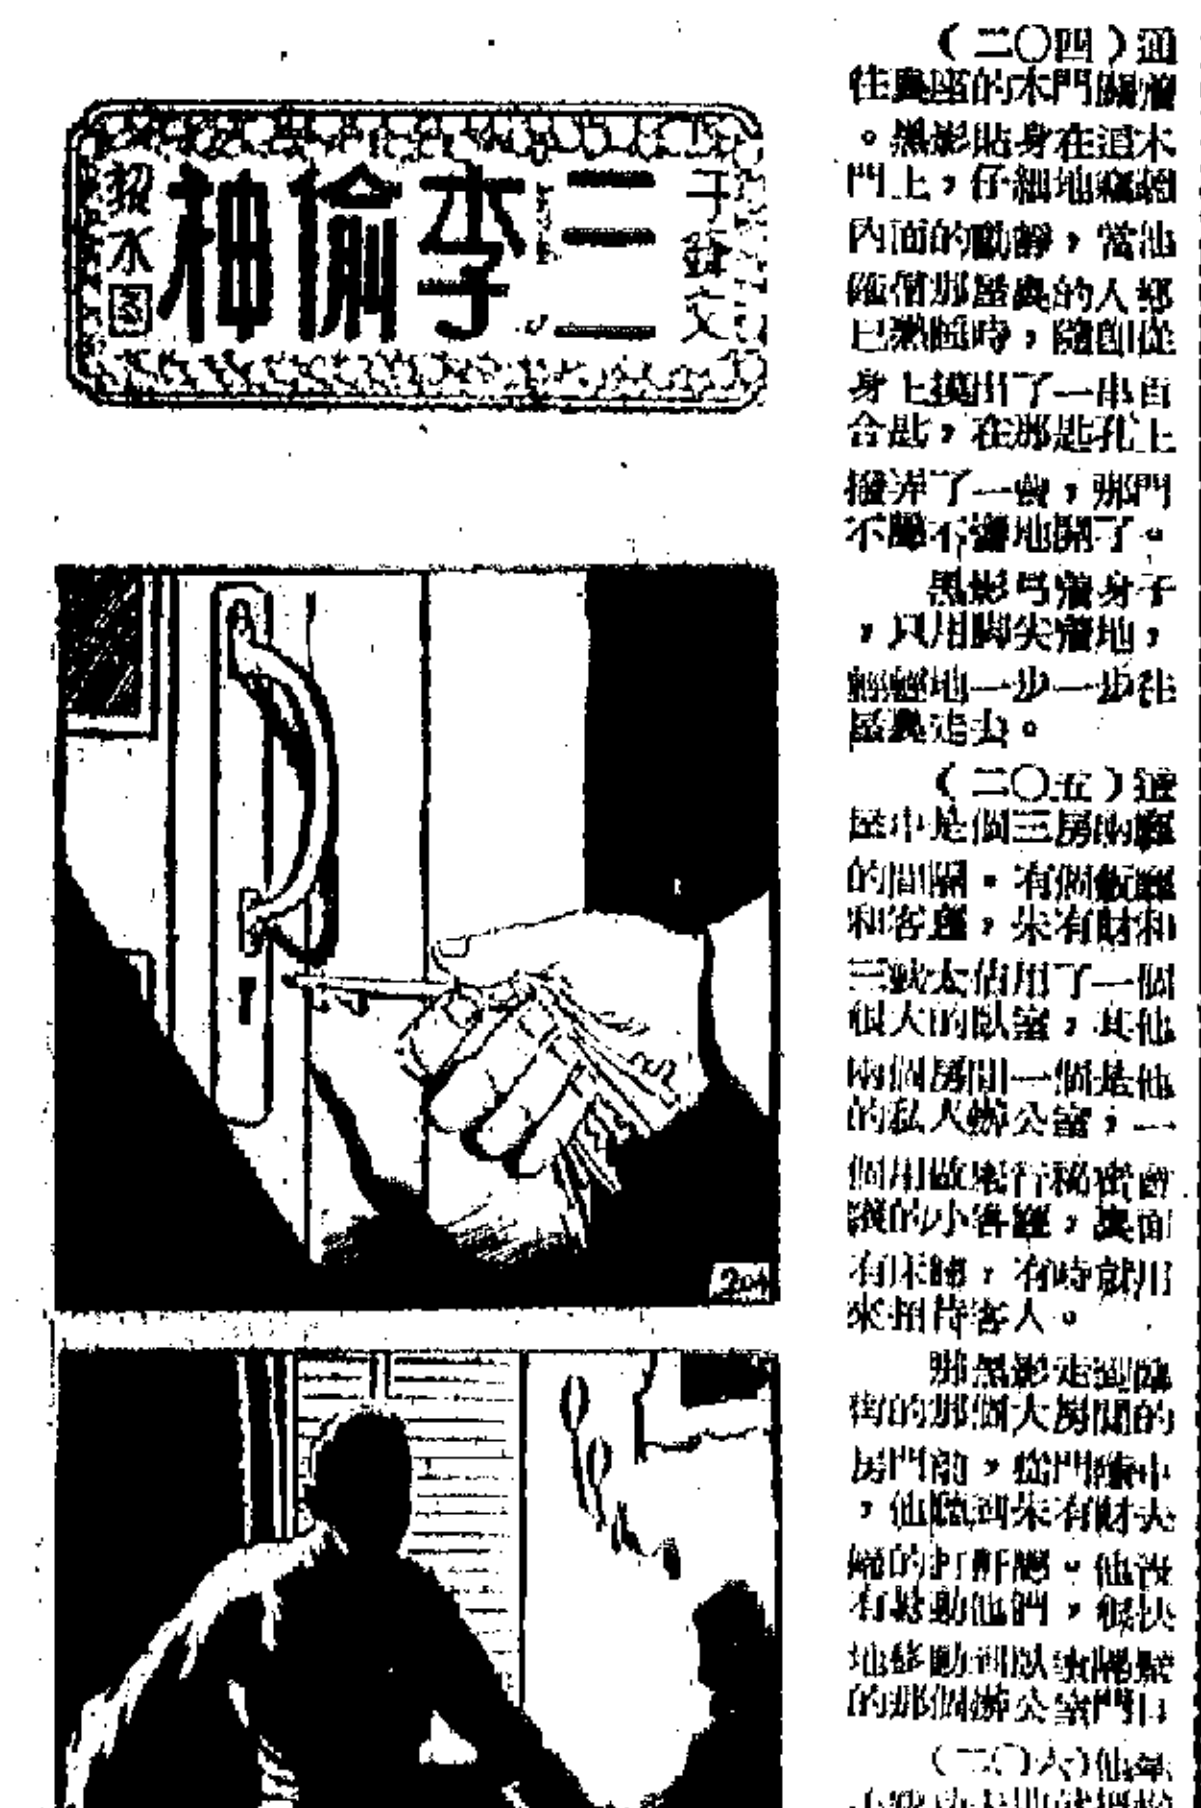 神偷李三
文
水图
(二〇四)通
往裏座的木門關着
。黑影貼身在這木
門上，仔細地竊聽
內面的動靜，當他
確信那屋裏的人都
已熟睡時，隨即從
身上摸出了一串百
合匙，在那匙孔上
撥弄了一會，那門
不聲不響地開了。
黑影弓着身子
，只用脚尖着地，
輕輕地一步一步往
屋裏走去。
(二〇五)這
屋中是個三房兩廳
的間隔。有個飯廳
和客廳，朱有財和
三姨太佔用了一個
很大的臥室，其他
兩個房間一個是他
的私人辦公室，一
個用做舉行秘密會
議的小客廳，裏面
有床舖，有時就用
來招待客人。
那黑影走到臨
街的那個大房間的
房門前，從門縫中
，他聽到朱有財夫
婦的打鼾聲。他沒
有驚動他們，很快
地移動到臥室隔壁
的那個辦公室門口
(二〇六)他
204